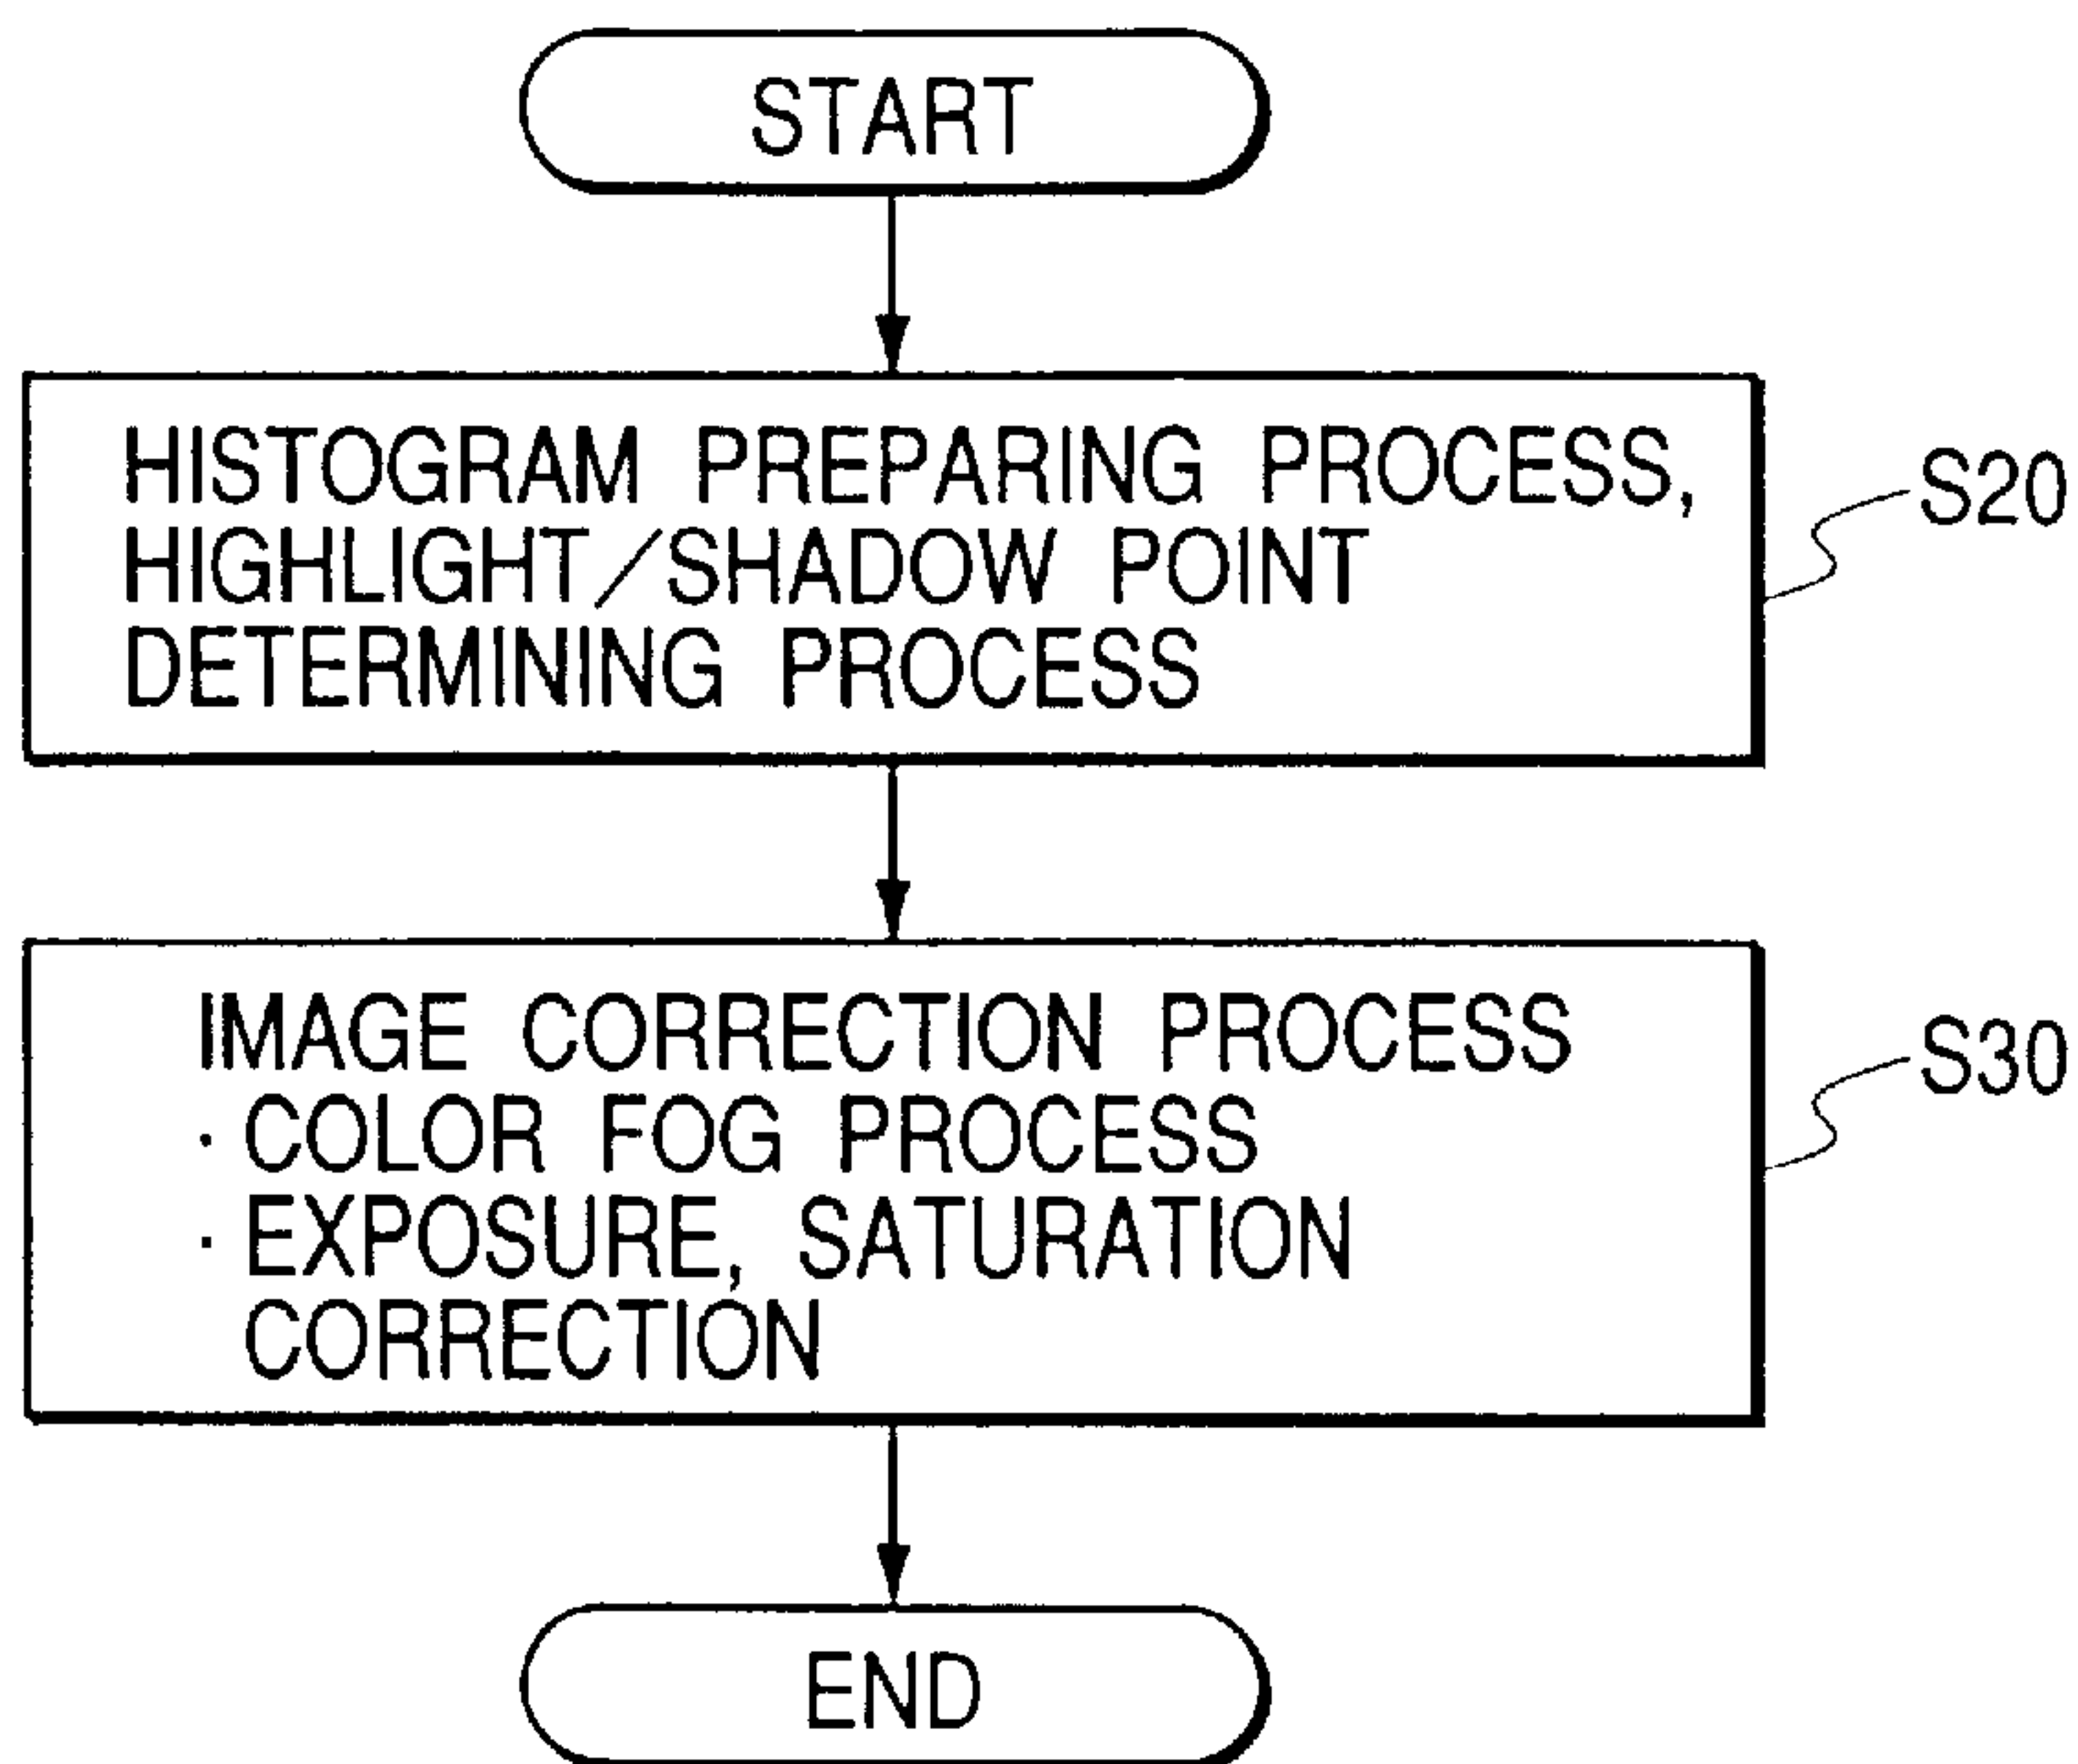 START
HISTOGRAM PREPARING PROCESS,
HIGHLIGHT/SHADOW POINT
DETERMINING PROCESS
S20
IMAGE CORRECTION PROCESS
· COLOR FOG PROCESS
· EXPOSURE, SATURATION
CORRECTION
S30
END